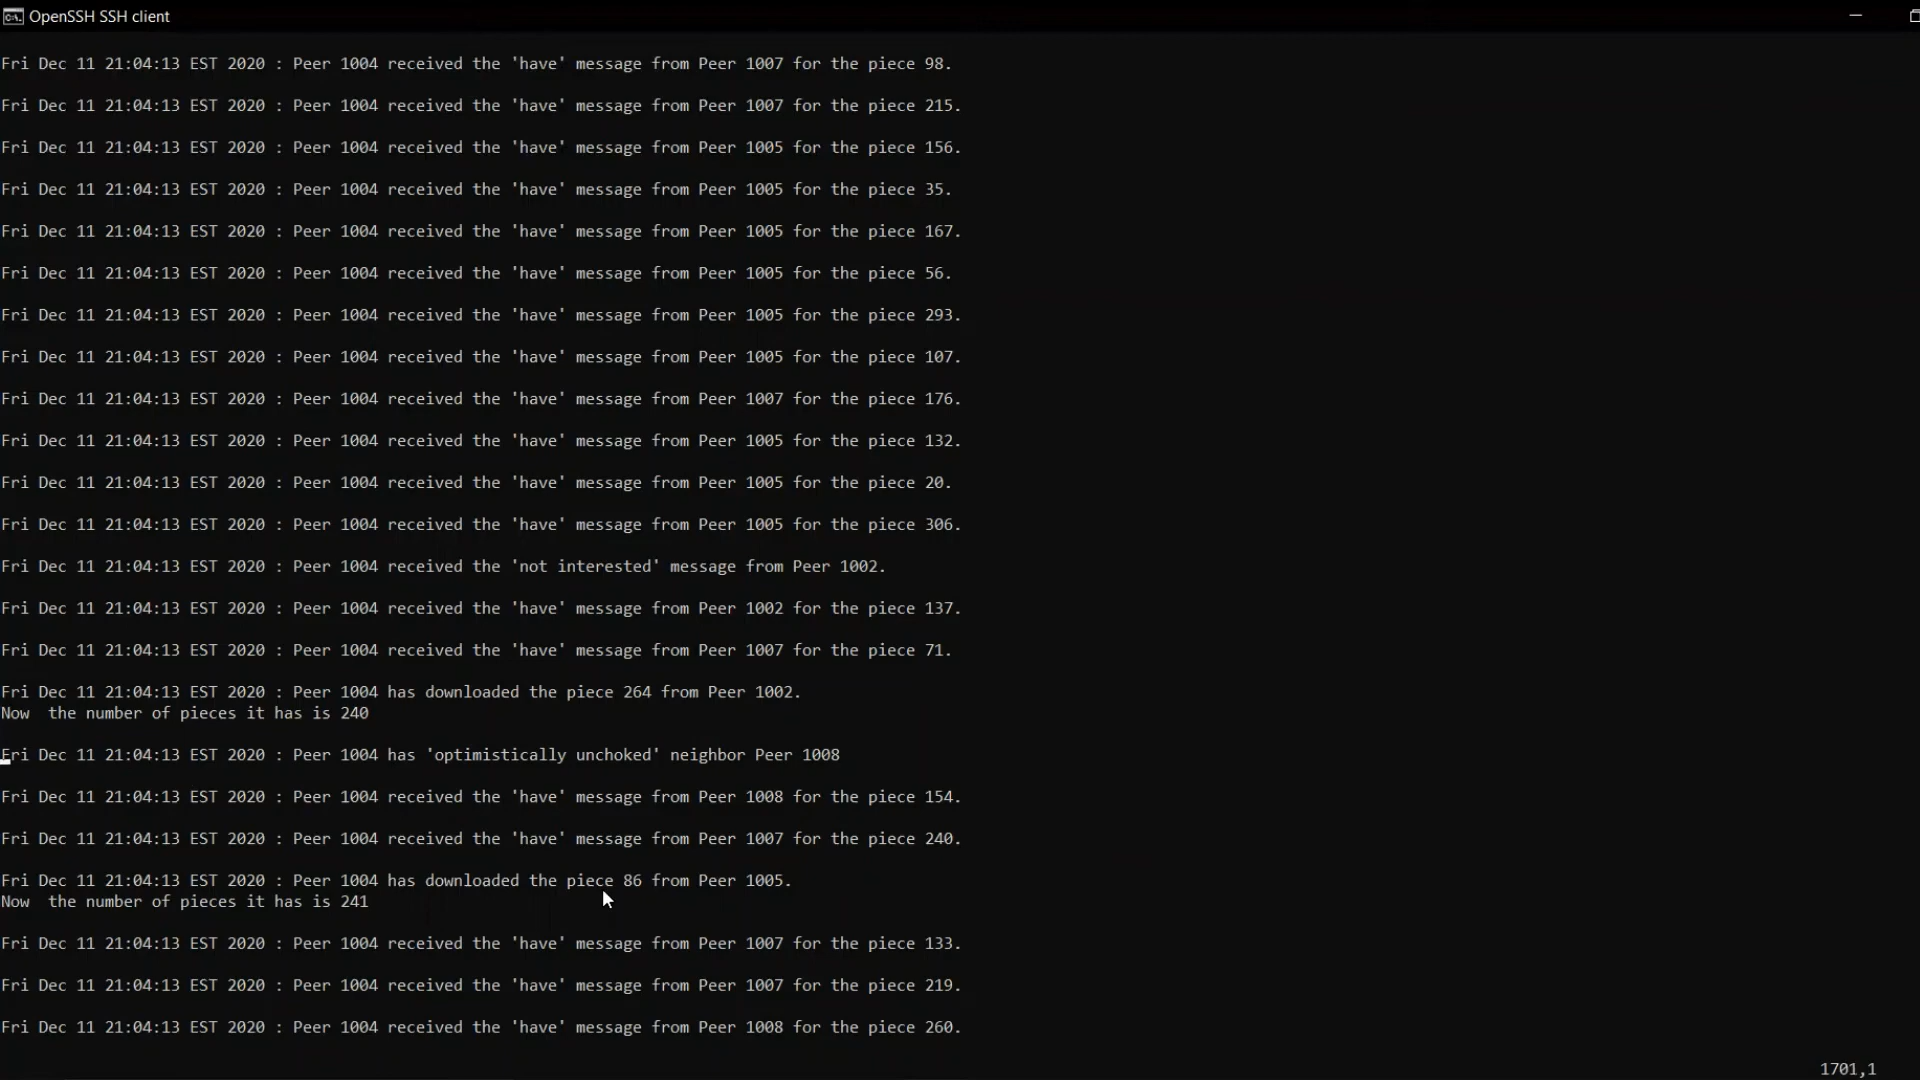 OpenSSH SSH client
Fri Dec 11 21:04:13 EST 2020 : Peer 1004 received the 'have' message from Peer 1007 for the piece 98.
Fri Dec 11 21:04:13 EST 2020 : Peer 1004 received the 'have' message from Peer 1007 for the piece 215.
Fri Dec 11 21:04:13 EST 2020 : Peer 1004 received the 'have' message from Peer 1005 for the piece 156.
Fri Dec 11 21:04:13 EST 2020 : Peer 1004 received the 'have' message from Peer 1005 for the piece 35.
Fri Dec 11 21:04:13 EST 2020 : Peer 1004 received the 'have' message from Peer 1005 for the piece 167.
Fri Dec 11 21:04:13 EST 2020 : Peer 1004 received the 'have' message from Peer 1005 for the piece 56.
Fri Dec 11 21:04:13 EST 2020 : Peer 1004 received the 'have' message from Peer 1005 for the piece 293.
Fri Dec 11 21:04:13 EST 2020 : Peer 1004 received the 'have' message from Peer 1005 for the piece 107.
Fri Dec 11 21:04:13 EST 2020 : Peer 1004 received the 'have' message from Peer 1007 for the piece 176.
Fri Dec 11 21:04:13 EST 2020 : Peer 1004 received the 'have' message from Peer 1005 for the piece 132.
Fri Dec 11 21:04:13 EST 2020 : Peer 1004 received the 'have' message from Peer 1005 for the piece 20.
Fri Dec 11 21:04:13 EST 2020 : Peer 1004 received the 'have' message from Peer 1005 for the piece 306.
Fri Dec 11 21:04:13 EST 2020 : Peer 1004 received the 'not interested' message from Peer 1002.
Fri Dec 11 21:04:13 EST 2020 : Peer 1004 received the 'have' message from Peer 1002 for the piece 137.
Fri Dec 11 21:04:13 EST 2020 : Peer 1004 received the 'have' message from Peer 1007 for the piece 71.
Fri Dec 11 21:04:13 EST 2020 : Peer 1004 has downloaded the piece 264 from Peer 1002.
Now  the number of pieces it has is 240
Fri Dec 11 21:04:13 EST 2020 : Peer 1004 has 'optimistically unchoked' neighbor Peer 1008
Fri Dec 11 21:04:13 EST 2020 : Peer 1004 received the 'have' message from Peer 1008 for the piece 154.
Fri Dec 11 21:04:13 EST 2020 : Peer 1004 received the 'have' message from Peer 1007 for the piece 240.
Fri Dec 11 21:04:13 EST 2020 : Peer 1004 has downloaded the piece 86 from Peer 1005.
Now  the number of pieces it has is 241
Fri Dec 11 21:04:13 EST 2020 : Peer 1004 received the 'have' message from Peer 1007 for the piece 133.
Fri Dec 11 21:04:13 EST 2020 : Peer 1004 received the 'have' message from Peer 1007 for the piece 219.
Fri Dec 11 21:04:13 EST 2020 : Peer 1004 received the 'have' message from Peer 1008 for the piece 260.
1701,1